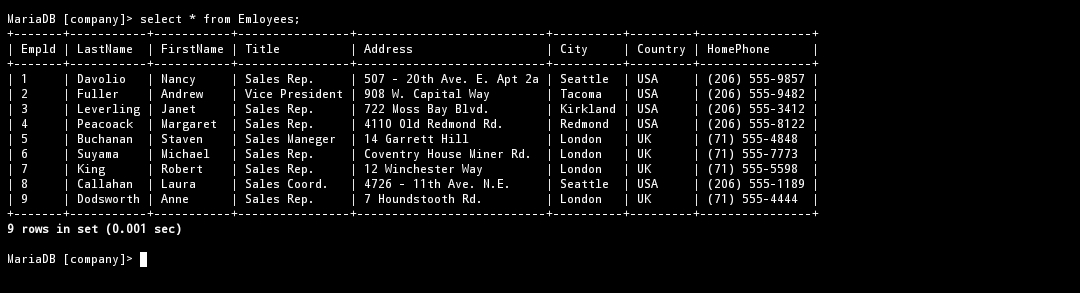 MariaDB [company]> select * from Emloyees;
+-------+-----------+-----------+----------------+---------------------------+----------+---------+----------------+
| Empld | LastName  | FirstName | Title          | Address                   | City     | Country | HomePhone      |
+-------+-----------+-----------+----------------+---------------------------+----------+---------+----------------+
| 1     | Davolio   | Nancy     | Sales Rep.     | 507 - 20th Ave. E. Apt 2a | Seattle  | USA     | (206) 555-9857 |
| 2     | Fuller    | Andrew    | Vice President | 908 W. Capital Way        | Tacoma   | USA     | (206) 555-9482 |
| 3     | Leverling | Janet     | Sales Rep.     | 722 Moss Bay Blvd.        | Kirkland | USA     | (206) 555-3412 |
| 4     | Peacoack  | Margaret  | Sales Rep.     | 4110 Old Redmond Rd.      | Redmond  | USA     | (206) 555-8122 |
| 5     | Buchanan  | Staven    | Sales Maneger  | 14 Garrett Hill           | London   | UK      | (71) 555-4848  |
| 6     | Suyama    | Michael   | Sales Rep.     | Coventry House Miner Rd.  | London   | UK      | (71) 555-7773  |
| 7     | King      | Robert    | Sales Rep.     | 12 Winchester Way         | London   | UK      | (71) 555-5598  |
| 8     | Callahan  | Laura     | Sales Coord.   | 4726 - 11th Ave. N.E.     | Seattle  | USA     | (206) 555-1189 |
| 9     | Dodsworth | Anne      | Sales Rep.     | 7 Houndstooth Rd.         | London   | UK      | (71) 555-4444  |
+-------+-----------+-----------+----------------+---------------------------+----------+---------+----------------+
9 rows in set (0.001 sec)
MariaDB [company]>